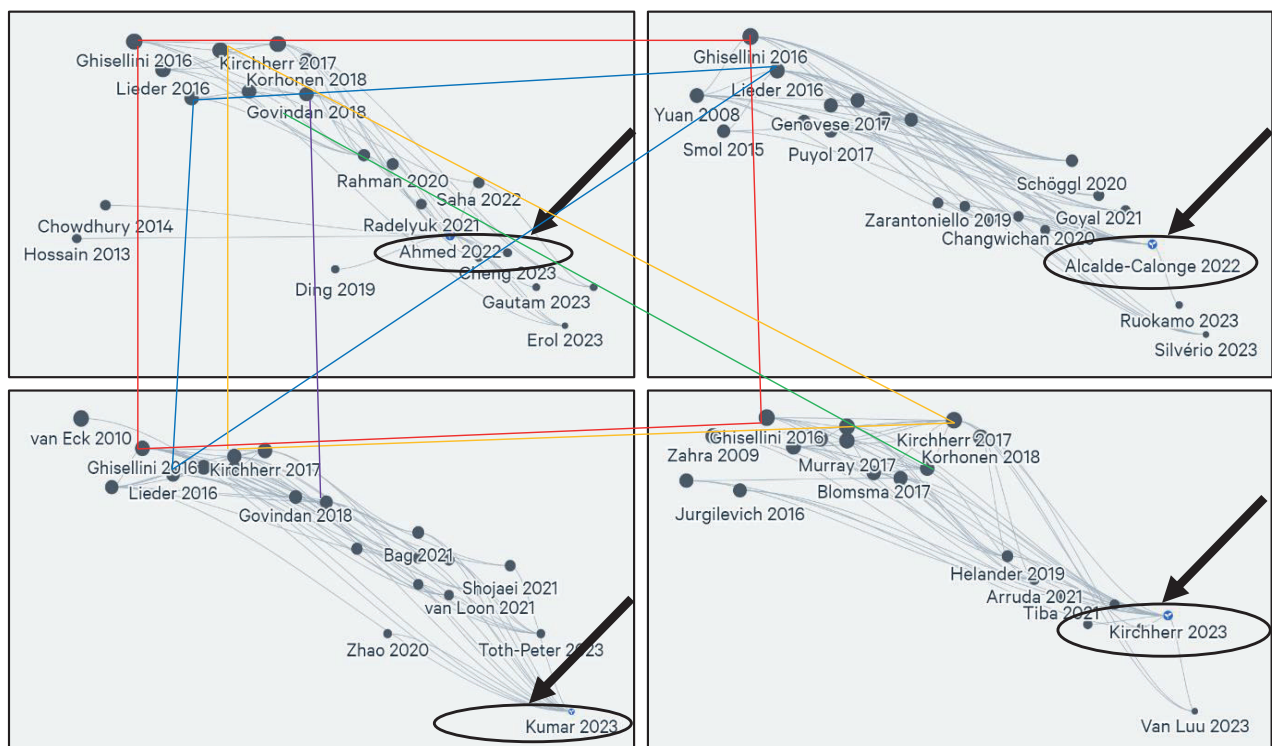 Ghisellini 2016
Kirchherr 2017
Lieder 2016
Korhonen 2018
Govindan 2018
Rahman 2020
Saha 2022
Chowdhury 2014
Radelyuk 2021
Hossain 2013
Ahmed 2022
Cheng 2023
Ding 2019
Gautam 2023
Erol 2023
Ghisellini 2016
Lieder 2016
Yuan 2008
Genovese 2017
Smol 2015
Puyol 2017
Schöggl 2020
Zarantoniello 2019
Goyal 2021
Changwichan 2020
Alcalde-Calonge 2022
Ruokamo 2023
Silvério 2023
van Eck 2010
Ghisellini 2016
Kirchherr 2017
Lieder 2016
Govindan 2018
Bag 2021
Shojaei 2021
van Loon 2021
Zhao 2020
Toth-Peter 2023
Kumar 2023
Ghisellini 2016
Kirchherr 2017
Zahra 2009
Korhonen 2018
Murray 2017
Blomsma 2017
Jurgilevich 2016
Helander 2019
Arruda 2021
Tiba 2021
Kirchherr 2023
Van Luu 2023